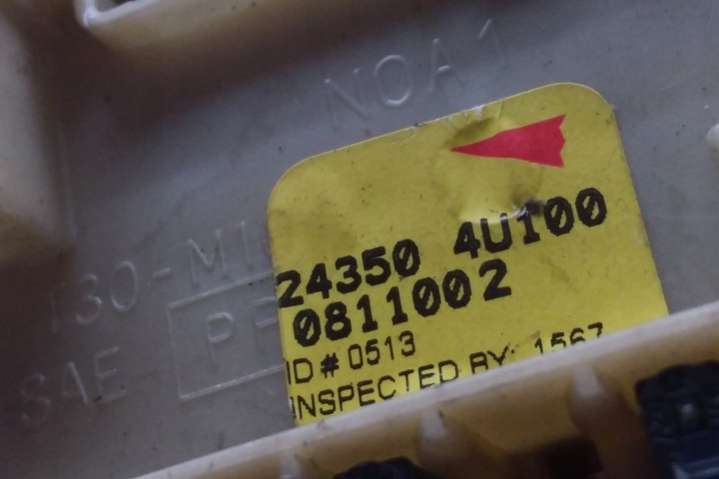 NOA1
24350 4U100
0811002
ID # 0513
INSPECTED BY: 1567
SAE